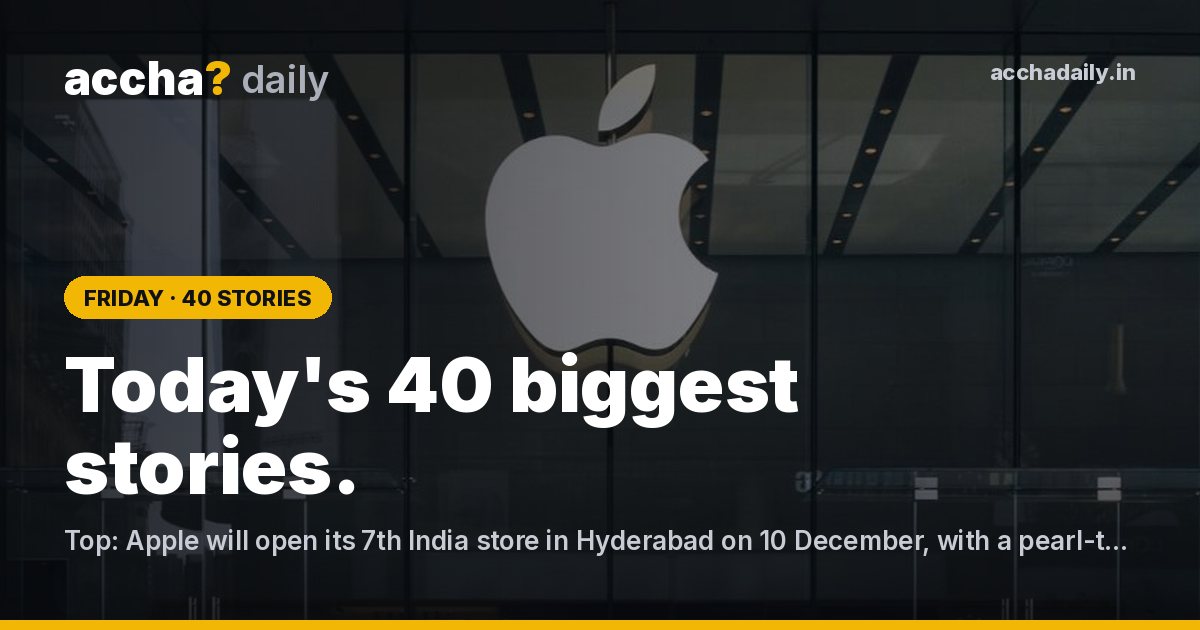 accha? daily
acchadaily.in
FRIDAY · 40 STORIES
Today's 40 biggest
stories.
Top: Apple will open its 7th India store in Hyderabad on 10 December, with a pearl-t...